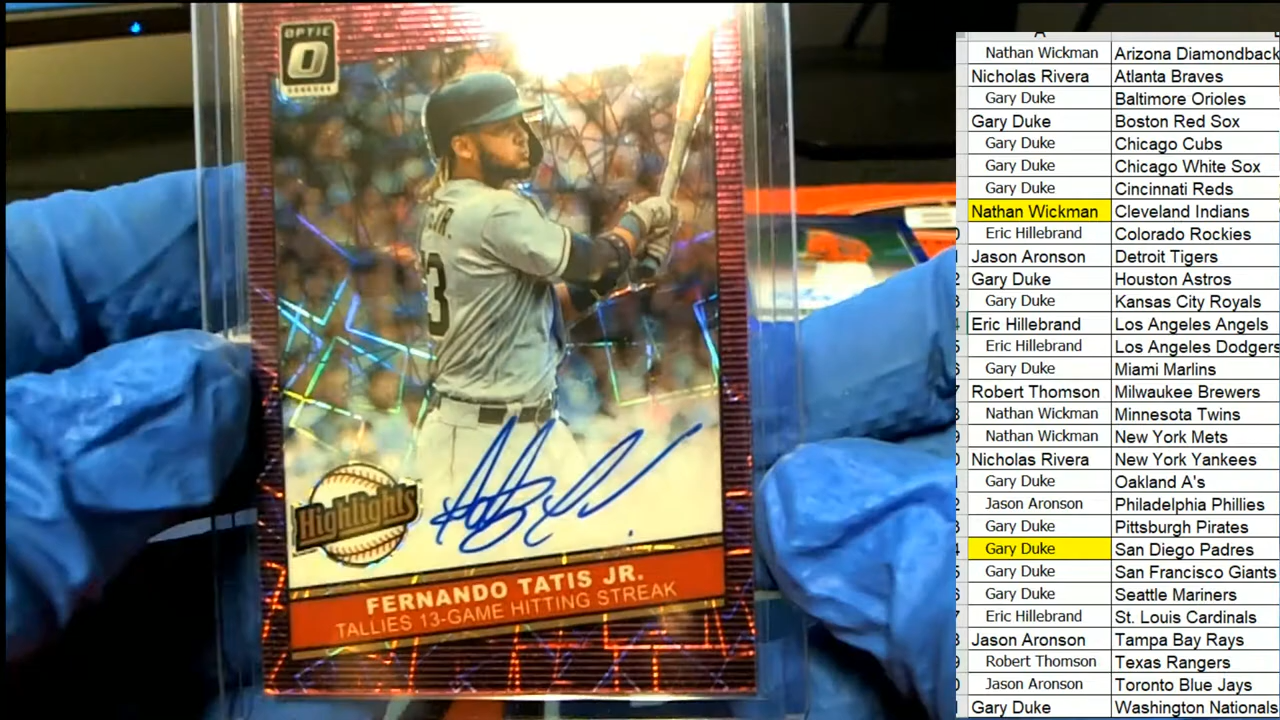 OPTIC
O
DONRUSS
3
Highlights
FERNANDO TATIS JR.
TALLIES 13-GAME HITTING STREAK
A
Nathan Wickman Arizona Diamondback
Nicholas Rivera Atlanta Braves
Gary Duke Baltimore Orioles
Gary Duke Boston Red Sox
Gary Duke Chicago Cubs
Gary Duke Chicago White Sox
Gary Duke Cincinnati Reds
Nathan Wickman Cleveland Indians
Eric Hillebrand Colorado Rockies
Jason Aronson Detroit Tigers
Gary Duke Houston Astros
Gary Duke Kansas City Royals
Eric Hillebrand Los Angeles Angels
Eric Hillebrand Los Angeles Dodgers
Gary Duke Miami Marlins
Robert Thomson Milwaukee Brewers
Nathan Wickman Minnesota Twins
Nathan Wickman New York Mets
Nicholas Rivera New York Yankees
Gary Duke Oakland A's
Jason Aronson Philadelphia Phillies
Gary Duke Pittsburgh Pirates
Gary Duke San Diego Padres
Gary Duke San Francisco Giants
Gary Duke Seattle Mariners
Eric Hillebrand St. Louis Cardinals
Jason Aronson Tampa Bay Rays
Robert Thomson Texas Rangers
Jason Aronson Toronto Blue Jays
Gary Duke Washington Nationals